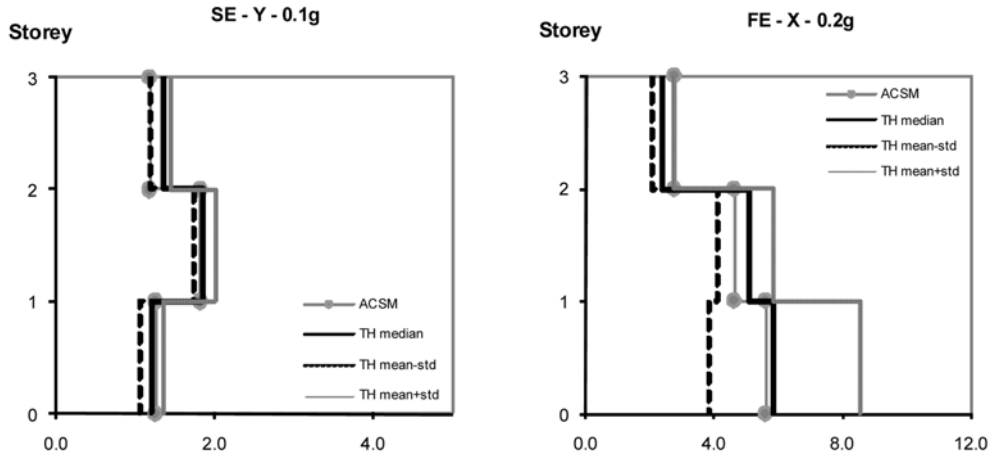 SE - Y - 0.1g
Storey
3
2
1
0
0.0
2.0
4.0
ACSM
TH median
TH mean-std
TH mean+std
FE - X - 0.2g
Storey
3
2
1
0
0.0
4.0
8.0
12.0
ACSM
TH median
TH mean-std
TH mean+std